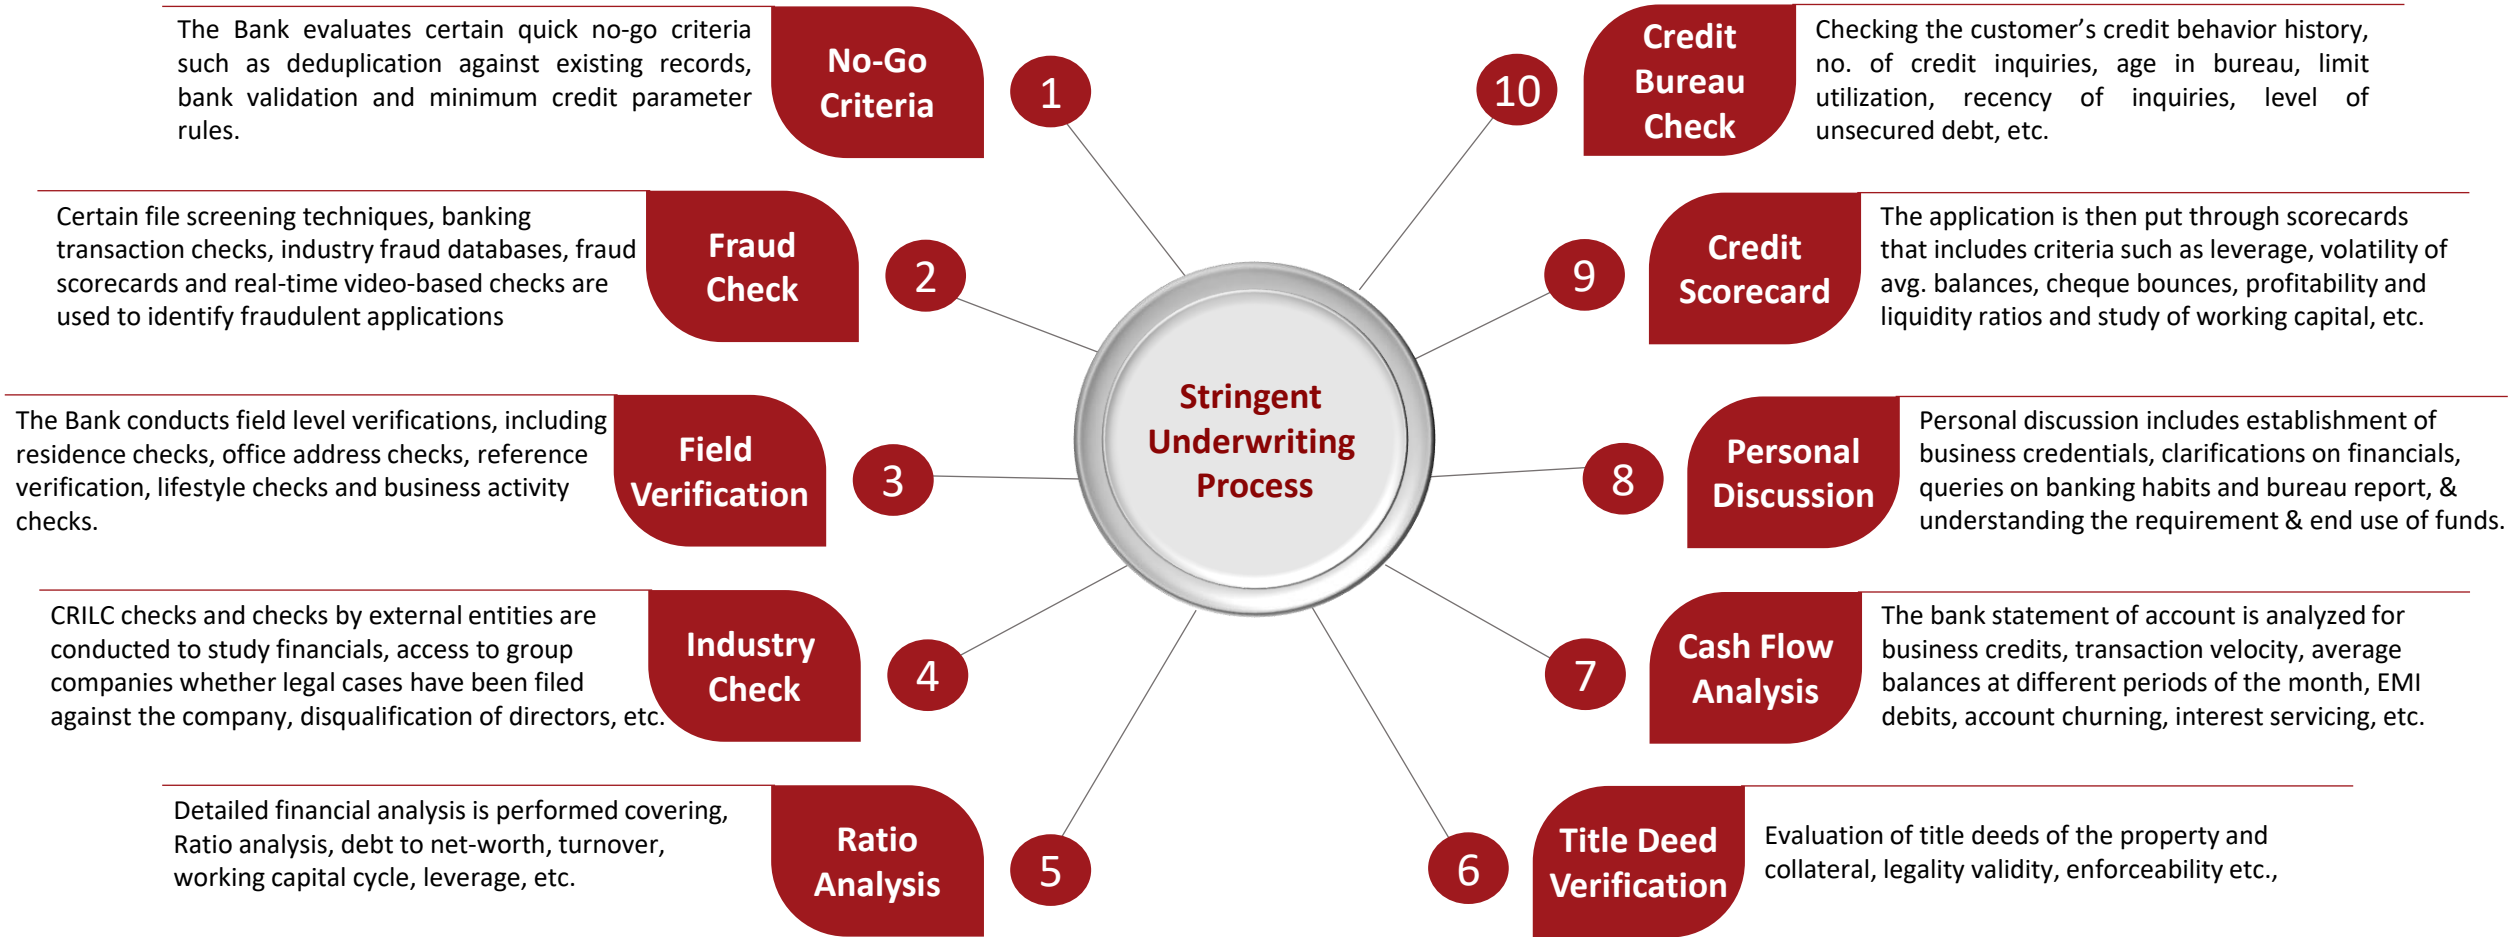 The Bank evaluates certain quick no-go criteria
such as deduplication against existing records,
bank validation and minimum credit parameter
rules.
No-Go
Criteria
1
Certain file screening techniques, banking
transaction checks, industry fraud databases, fraud
scorecards and real-time video-based checks are
used to identify fraudulent applications
Fraud
Check
2
The Bank conducts field level verifications, including
residence checks, office address checks, reference
verification, lifestyle checks and business activity
checks.
Field
Verification
3
CRILC checks and checks by external entities are
conducted to study financials, access to group
companies whether legal cases have been filed
against the company, disqualification of directors, etc.
Industry
Check
4
Detailed financial analysis is performed covering,
Ratio analysis, debt to net-worth, turnover,
working capital cycle, leverage, etc.
Ratio
Analysis
5
Stringent
Underwriting
Process
10
Credit
Bureau
Check
Checking the customer’s credit behavior history,
no. of credit inquiries, age in bureau, limit
utilization, recency of inquiries, level of
unsecured debt, etc.
9
Credit
Scorecard
The application is then put through scorecards
that includes criteria such as leverage, volatility of
avg. balances, cheque bounces, profitability and
liquidity ratios and study of working capital, etc.
8
Personal
Discussion
Personal discussion includes establishment of
business credentials, clarifications on financials,
queries on banking habits and bureau report, &
understanding the requirement & end use of funds.
7
Cash Flow
Analysis
The bank statement of account is analyzed for
business credits, transaction velocity, average
balances at different periods of the month, EMI
debits, account churning, interest servicing, etc.
6
Title Deed
Verification
Evaluation of title deeds of the property and
collateral, legality validity, enforceability etc.,